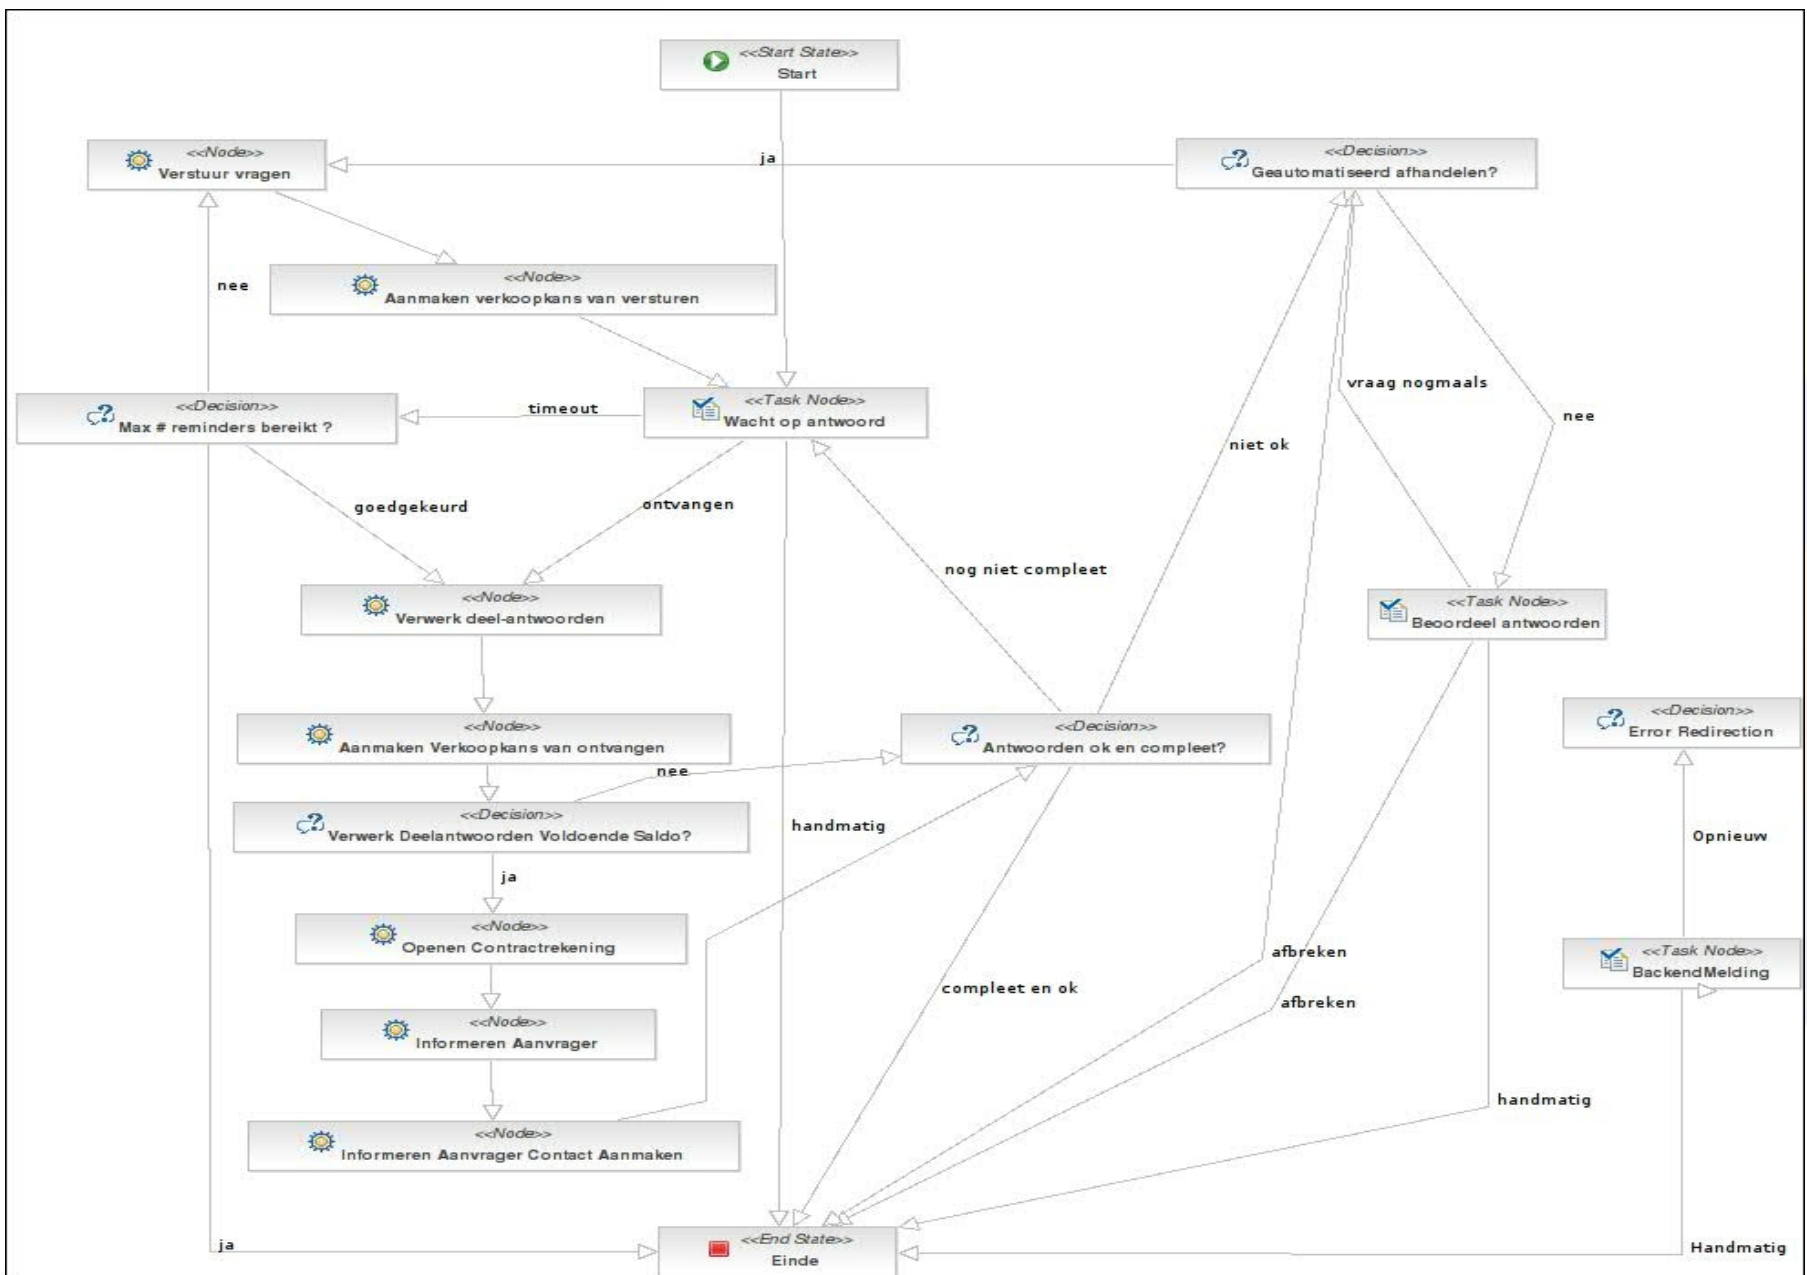 <<Start State>>
Start
<<Node>>
Verstuur vragen
ja
<<Decision>>
Geautomatiseerd afhandelen?
<<Node>>
Aanmaken verkoopkans van versturen
nee
<<Decision>>
Max # reminders bereikt ?
timeout
<<Task Node>>
Wacht op antwoord
vraag nogmaals
nee
niet ok
goedgekeurd
ontvangen
nog niet compleet
<<Node>>
Verwerk deel-antwoorden
<<Task Node>>
Beoordeel antwoorden
<<Node>>
Aanmaken Verkoopkans van ontvangen
<<Decision>>
Antwoorden ok en compleet?
<<Decision>>
Error Redirection
nee
<<Decision>>
Verwerk Deelantwoorden Voldoende Saldo?
handmatig
Opnieuw
ja
<<Node>>
Openen Contractrekening
afbreken
<<Task Node>>
BackendMelding
compleet en ok
afbreken
<<Node>>
Informeren Aanvrager
handmatig
<<Node>>
Informeren Aanvrager Contact Aanmaken
ja
<<End State>>
Einde
Handmatig